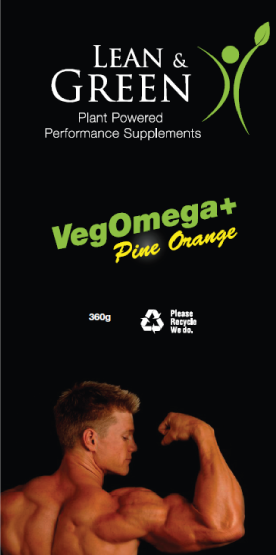 LEAN &
GREEN
Plant Powered
Performance Supplements
VegOmega+
Pine Orange
360g
Please
Recycle
We do.